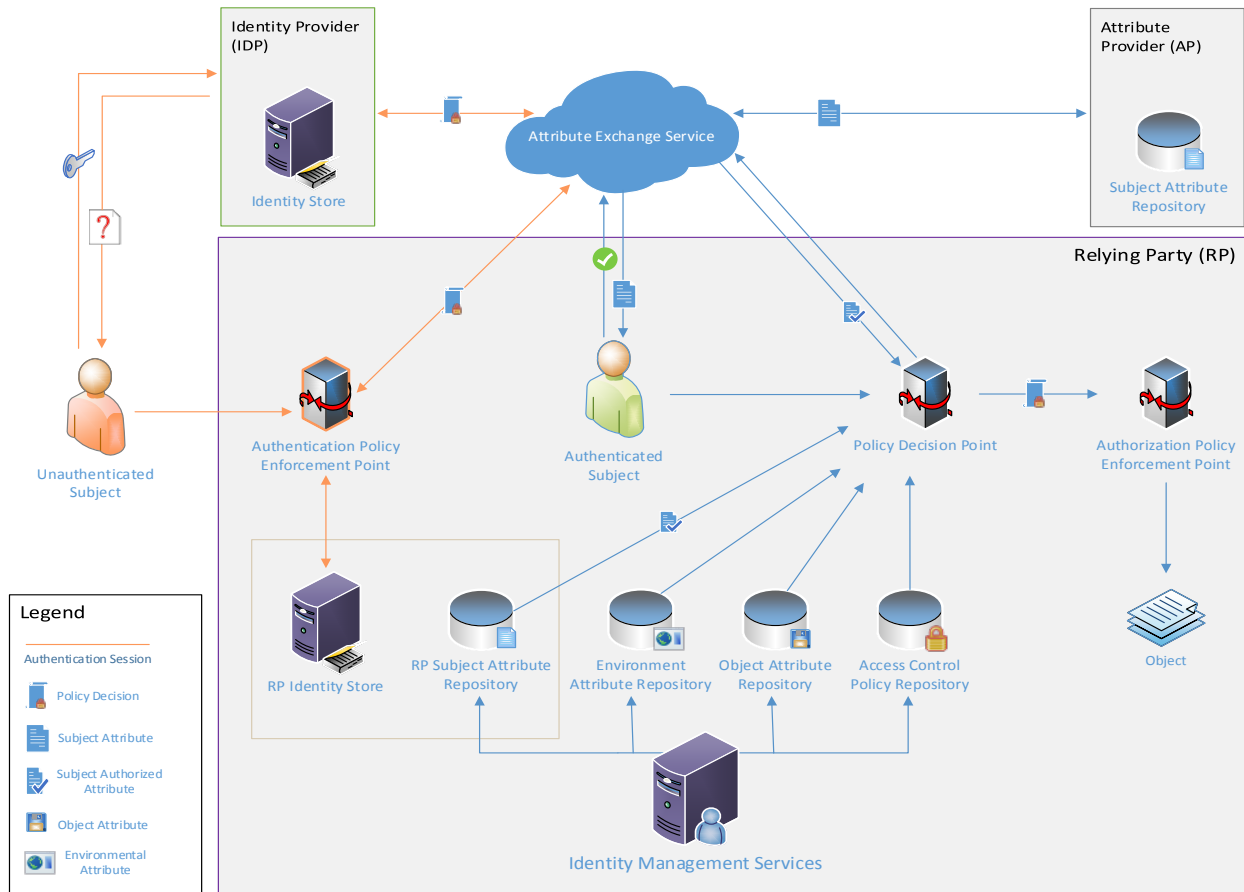 Identity Provider
(IDP)
Identity Store
Attribute Exchange Service
Attribute
Provider (AP)
Subject Attribute
Repository
?
Relying Party (RP)
Unauthenticated
Subject
Authentication Policy
Enforcement Point
Authenticated
Subject
Policy Decision Point
Authorization Policy
Enforcement Point
RP Identity Store
RP Subject Attribute
Repository
Environment
Attribute Repository
Object Attribute
Repository
Access Control
Policy Repository
Object
Identity Management Services
Legend
Authentication Session
Policy Decision
Subject Attribute
Subject Authorized
Attribute
Object Attribute
Environmental
Attribute